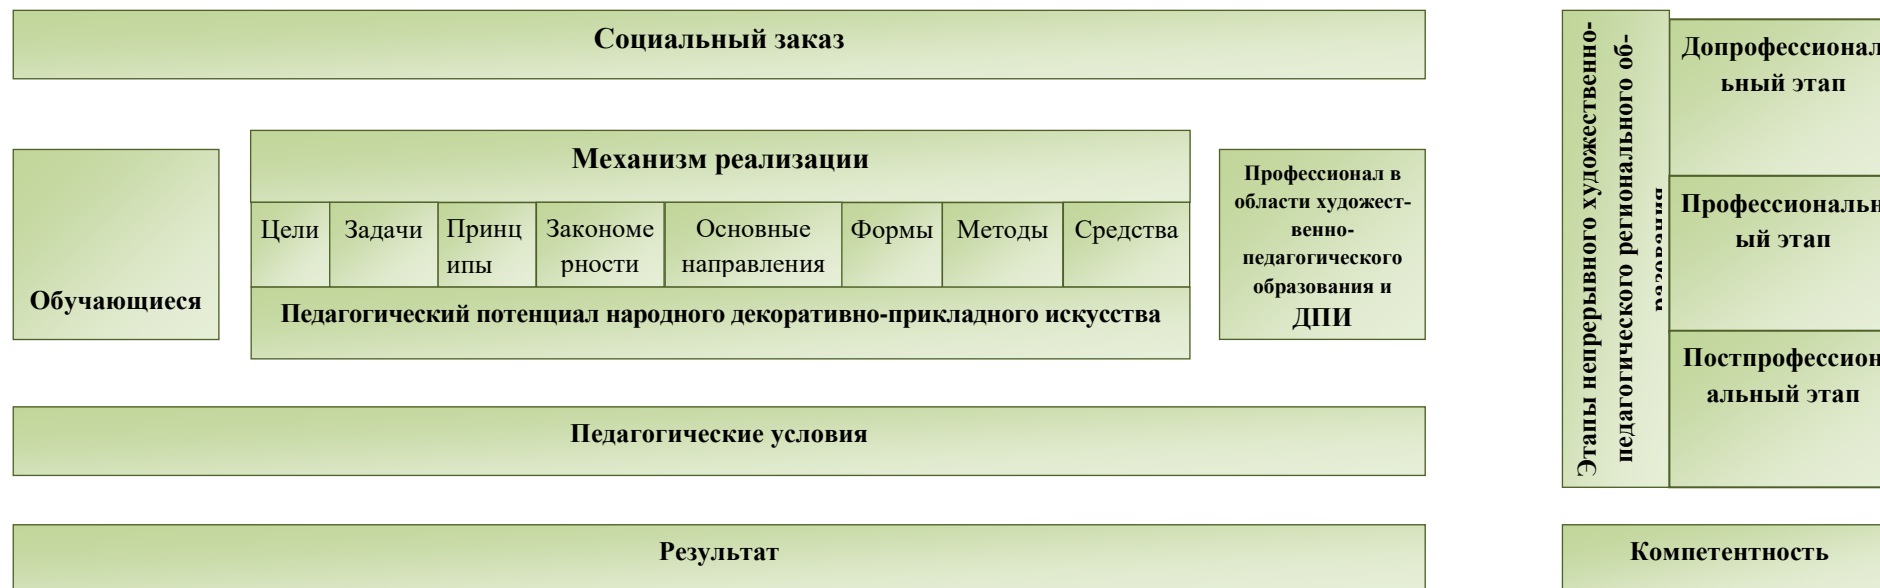 Социальный заказ
Механизм реализации
Цели
Задачи
Принц
ипы
Закономе
рности
Основные
направления
Формы
Методы
Средства
Педагогический потенциал народного декоративно-прикладного искусства
Обучающиеся
Профессионал в
области художест-
венно-
педагогического
образования и
ДПИ
Педагогические условия
Результат
Этапы непрерывного художественно-
педагогического регионального об-
разования
Допрофессионал
ьный этап
Профессиональн
ый этап
Постпрофессион
альный этап
Компетентность